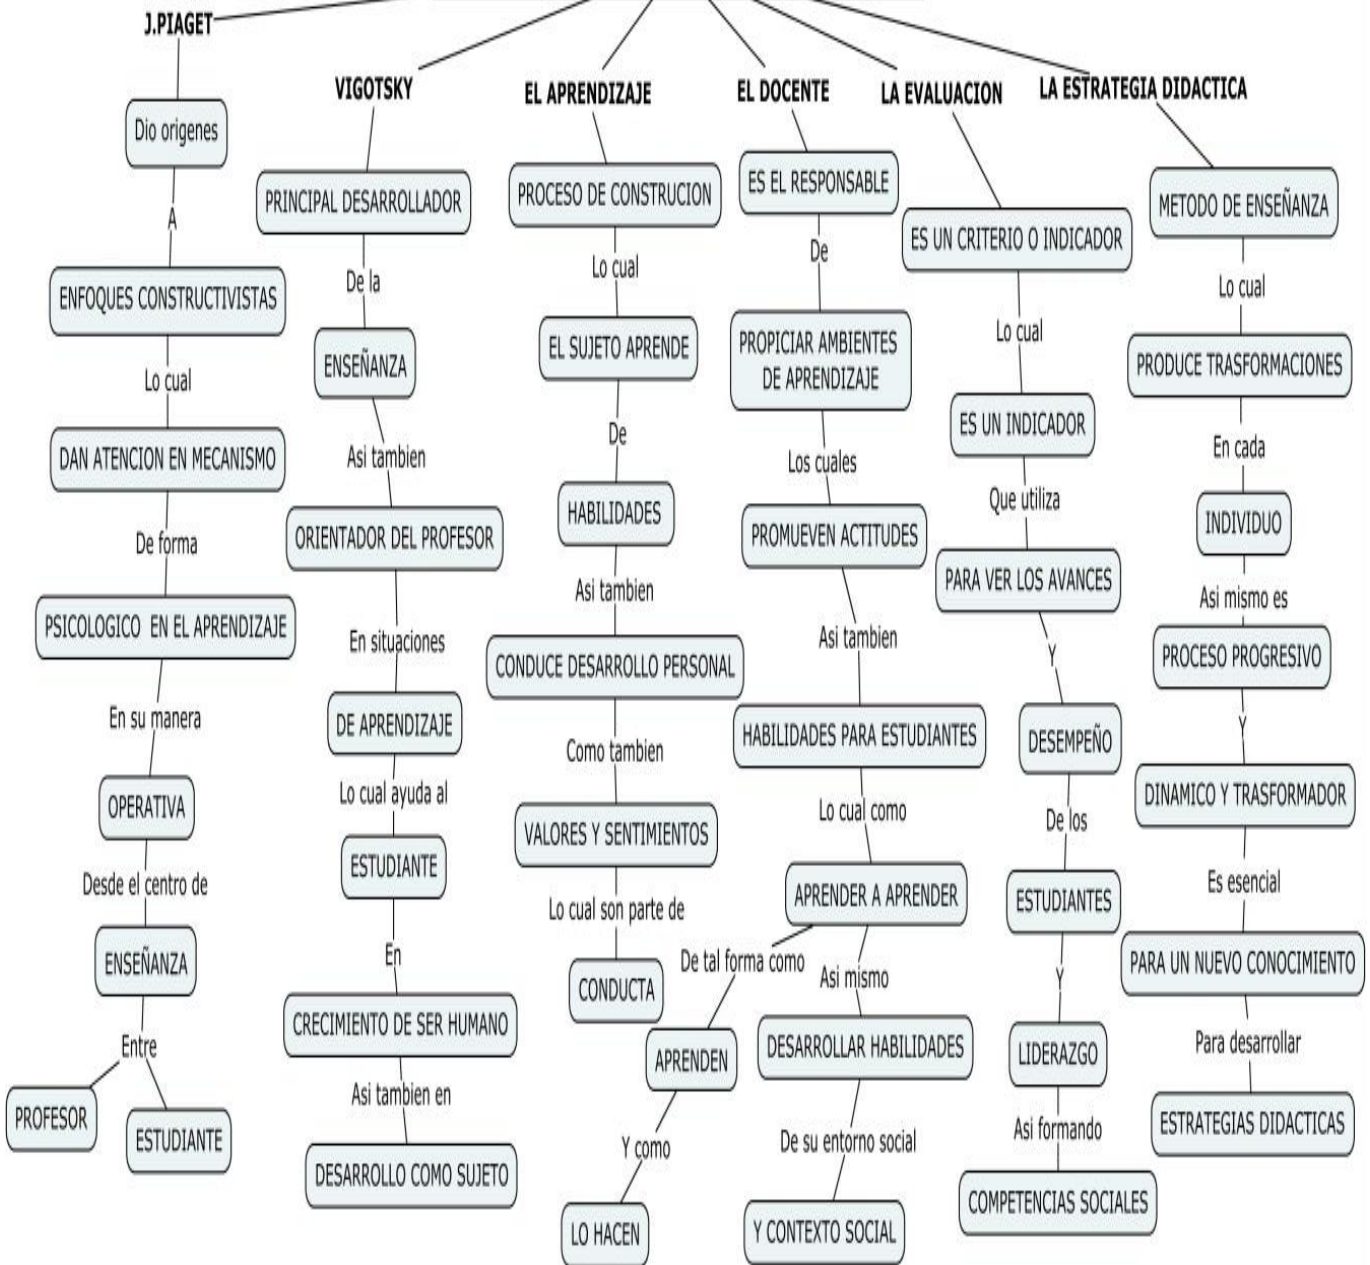 J.PIAGET
Dio origenes
A
ENFOQUES CONSTRUCTIVISTAS
Lo cual
DAN ATENCION EN MECANISMO
De forma
PSICOLOGICO EN EL APRENDIZAJE
En su manera
OPERATIVA
Desde el centro de
ENSEÑANZA
Entre
PROFESOR
ESTUDIANTE
VIGOTSKY
PRINCIPAL DESARROLLADOR
De la
ENSEÑANZA
Asi tambien
ORIENTADOR DEL PROFESOR
En situaciones
DE APRENDIZAJE
Lo cual ayuda al
ESTUDIANTE
En
CRECIMIENTO DE SER HUMANO
Asi tambien en
DESARROLLO COMO SUJETO
EL APRENDIZAJE
PROCESO DE CONSTRUCION
Lo cual
EL SUJETO APRENDE
De
HABILIDADES
Asi tambien
CONDUCE DESARROLLO PERSONAL
Como tambien
VALORES Y SENTIMIENTOS
Lo cual son parte de
CONDUCTA
EL DOCENTE
ES EL RESPONSABLE
De
PROPICIAR AMBIENTES
DE APRENDIZAJE
Los cuales
PROMUEVEN ACTITUDES
Asi tambien
HABILIDADES PARA ESTUDIANTES
Lo cual como
APRENDER A APRENDER
De tal forma como
APRENDEN
Y como
LO HACEN
Asi mismo
DESARROLLAR HABILIDADES
De su entorno social
Y CONTEXTO SOCIAL
LA EVALUACION
ES UN CRITERIO O INDICADOR
Lo cual
ES UN INDICADOR
Que utiliza
PARA VER LOS AVANCES
Y
DESEMPEÑO
De los
ESTUDIANTES
Y
LIDERAZGO
Asi formando
COMPETENCIAS SOCIALES
LA ESTRATEGIA DIDACTICA
METODO DE ENSEÑANZA
Lo cual
PRODUCE TRASFORMACIONES
En cada
INDIVIDUO
Asi mismo es
PROCESO PROGRESIVO
Y
DINAMICO Y TRASFORMADOR
Es esencial
PARA UN NUEVO CONOCIMIENTO
Para desarrollar
ESTRATEGIAS DIDACTICAS